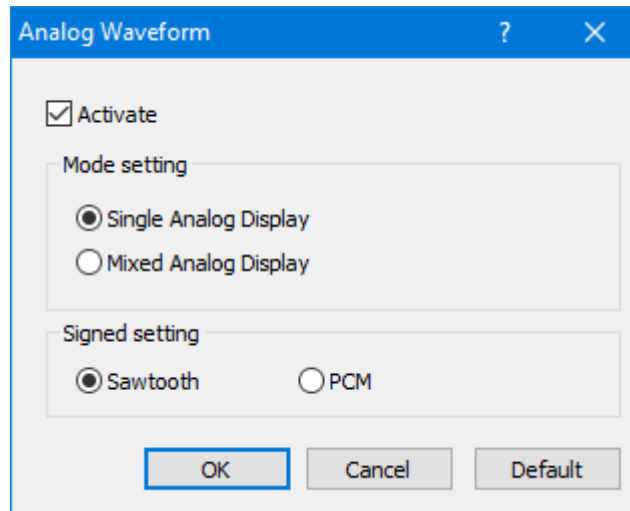 Analog Waveform ?
Activate
Mode setting
Single Analog Display
Mixed Analog Display
Signed setting
Sawtooth PCM
OK Cancel Default